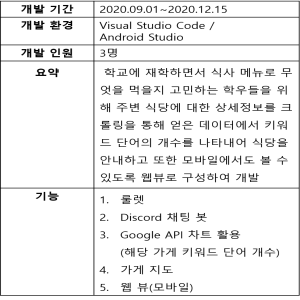 개발 기간 2020.09.01~2020.12.15
개발 환경 Visual Studio Code /
Android Studio
개발 인원 3명
요약 학교에 재학하면서 식사 메뉴로 무
엇을 먹을지 고민하는 학우들을 위
해 주변 식당에 대한 상세정보를 크
롤링을 통해 얻은 데이터에서 키워
드 단어의 개수를 나타내어 식당을
안내하고 또한 모바일에서도 볼 수
있도록 웹뷰로 구성하여 개발
기능 1. 룰렛
2. Discord 채팅 봇
3. Google API 차트 활용
(해당 가게 키워드 단어 개수)
4. 가게 지도
5. 웹 뷰(모바일)